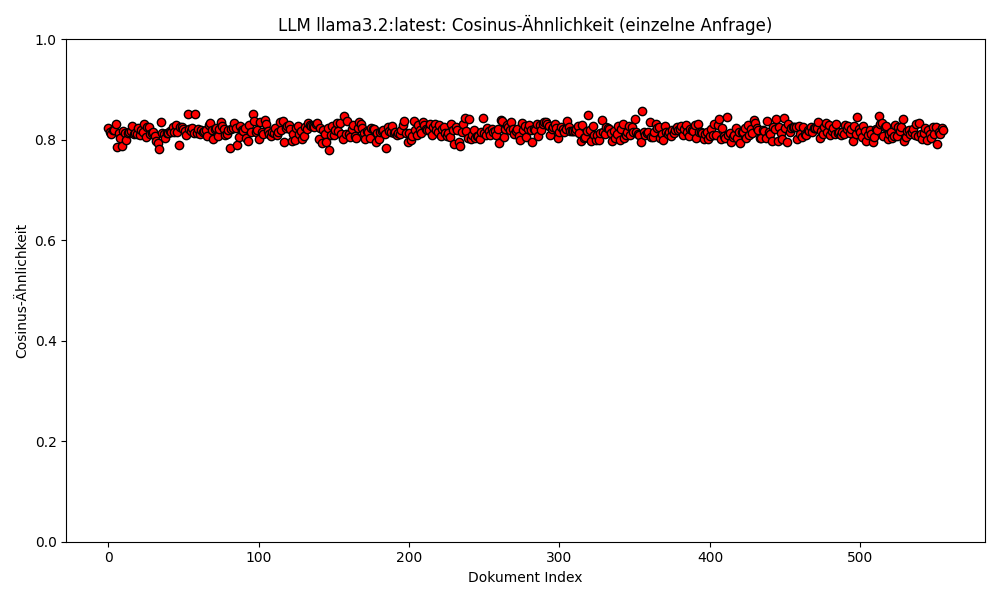 LLM llama3.2:latest: Cosinus-Ähnlichkeit (einzelne Anfrage)
1.0
0.8
0.6
0.4
0.2
0.0
Cosinus-Ähnlichkeit
0 100 200 300 400 500
Dokument Index